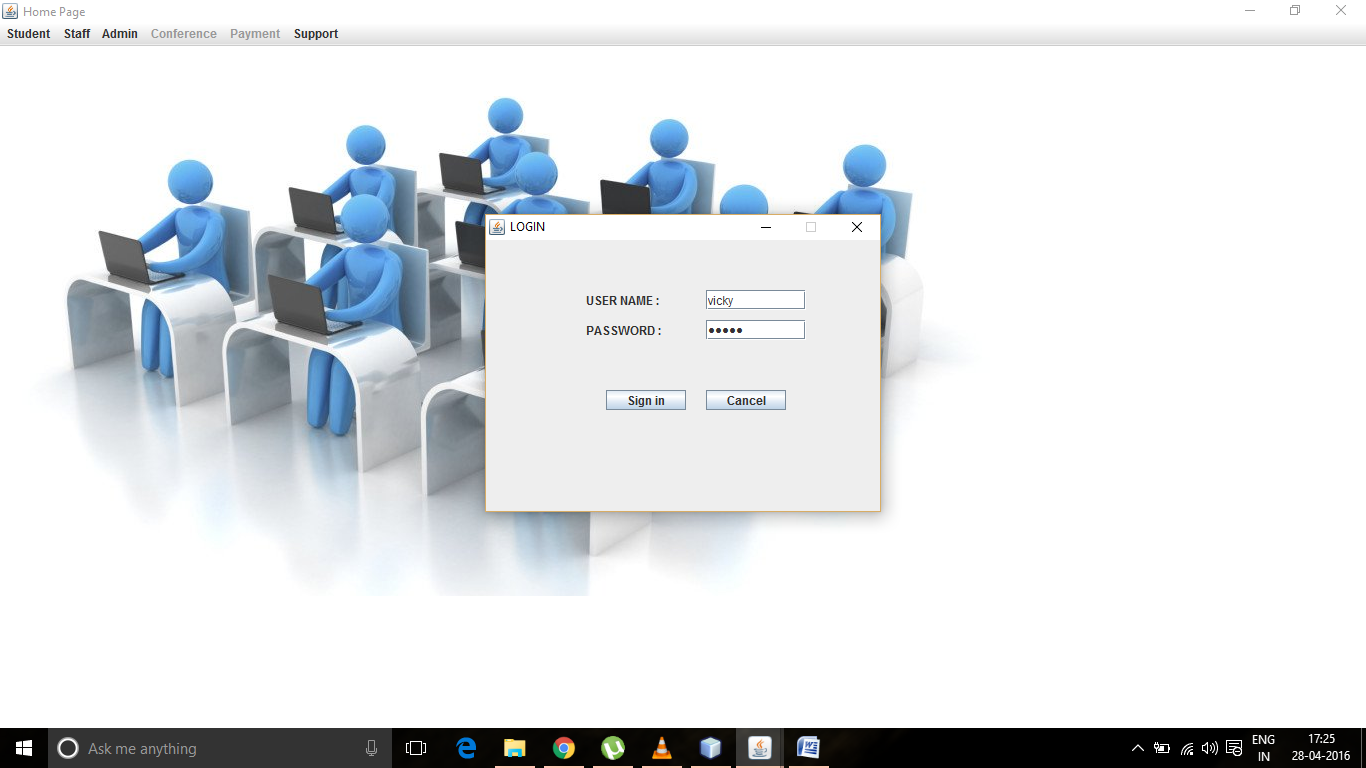 Home Page
Student Staff Admin Conference Payment Support
LOGIN
USER NAME : vicky
PASSWORD : •••••
Sign in Cancel
Ask me anything
ENG 17:25
IN 28-04-2016